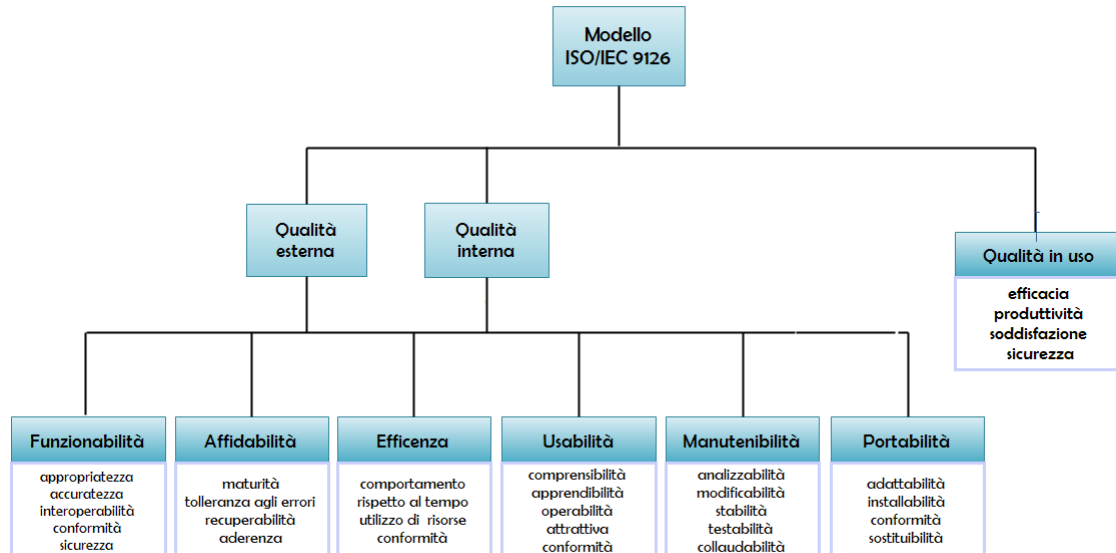 Modello
ISO/IEC 9126
Qualità
esterna
Qualità
interna
Qualità in uso
efficacia
produttività
soddisfazione
sicurezza
Funzionabilità
appropriatezza
accuratezza
interoperabilità
conformità
sicurezza
Affidabilità
maturità
tolleranza agli errori
recuperabilità
aderenza
Efficenza
comportamento
rispetto al tempo
utilizzo di risorse
conformità
Usabilità
comprensibilità
apprendibilità
operabilità
attrattiva
conformità
Manutenibilità
analizzabilità
modificabilità
stabilità
testabilità
collaudabilità
Portabilità
adattabilità
installabilità
conformità
sostituibilità